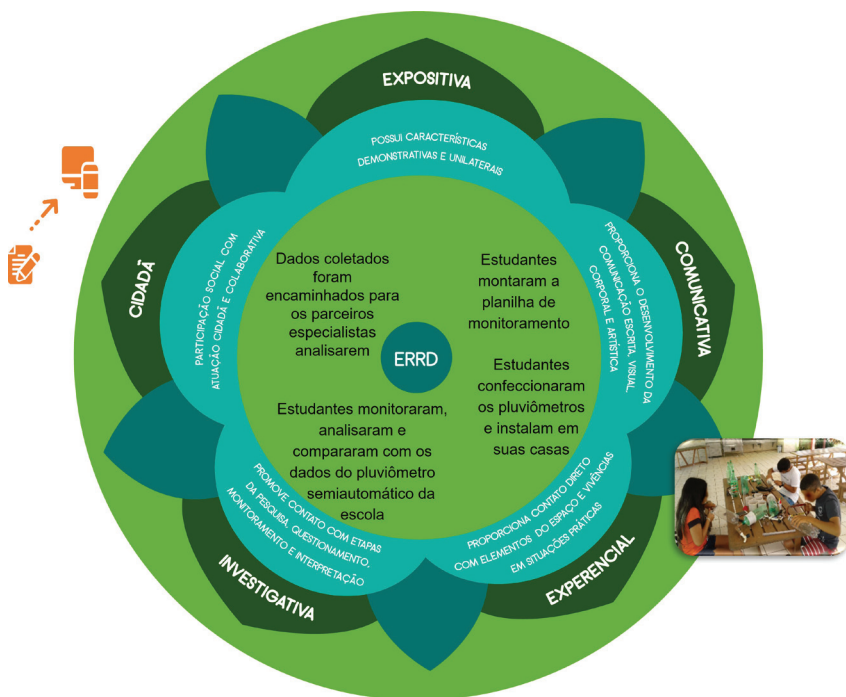 EXPOSITIVA
POSSUI CARACTERÍSTICAS
DEMONSTRATIVAS E UNILATERAIS
COMUNICATIVA
PROPORCIONA O DESENVOLVIMENTO DA
COMUNICAÇÃO ESCRITA, VISUAL,
CORPORAL E ARTÍSTICA
EXPERENCIAL
PROPORCIONA CONTATO DIRETO
COM ELEMENTOS DO ESPAÇO E VIVÊNCIAS
EM SITUAÇÕES PRÁTICAS
INVESTIGATIVA
PROMOVE CONTATO COM ETAPAS
DA PESQUISA, QUESTIONAMENTO,
MONITORAMENTO E INTERPRETAÇÃO
CIDADÃ
PARTICIPAÇÃO SOCIAL COM
ATUAÇÃO CIDADÃ E COLABORATIVA
Dados coletados
foram
encaminhados para
os parceiros
especialistas
analisarem
Estudantes
montaram a
planilha de
monitoramento
ERRD
Estudantes
confeccionaram
os pluviômetros
e instalam em
suas casas
Estudantes monitoraram,
analisaram e
compararam com os
dados do pluviômetro
semiautomático da
escola